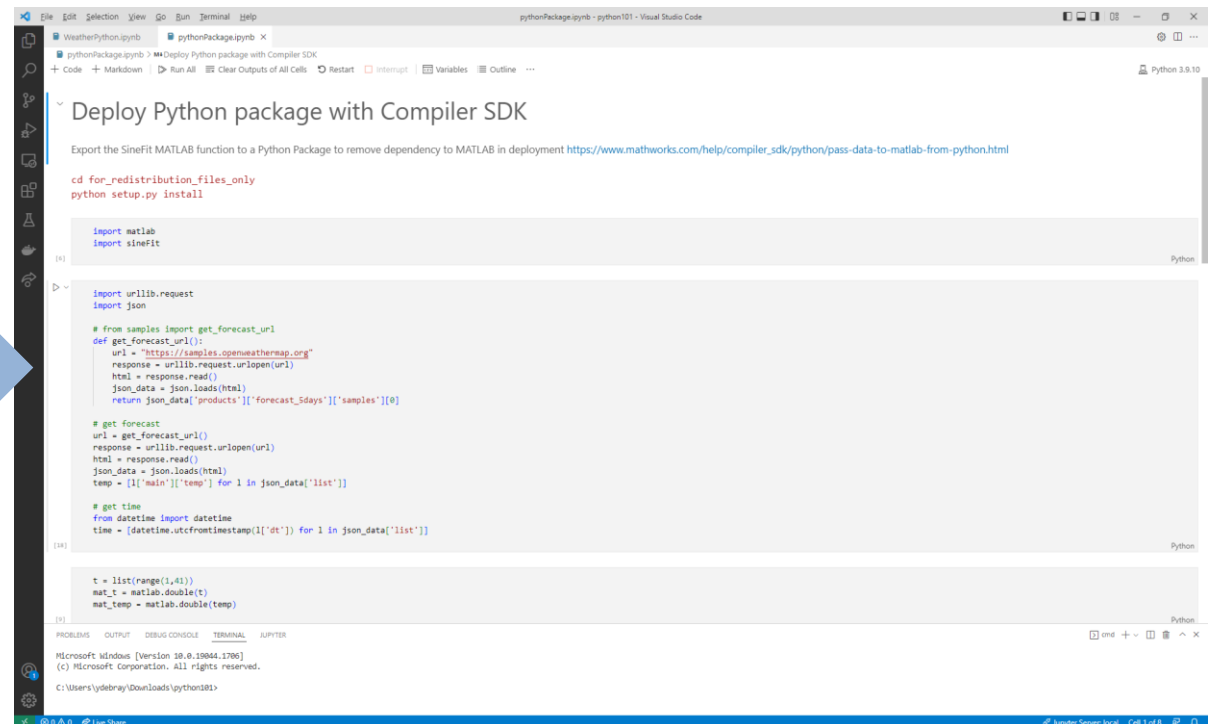 File Edit Selection View Go Run Terminal Help pythonPackage.ipynb - python101 - Visual Studio Code
WeatherPython.ipynb pythonPackage.ipynb
pythonPackage.ipynb > M↓ Deploy Python package with Compiler SDK
+ Code + Markdown Run All Clear Outputs of All Cells Restart Interrupt Variables Outline ... Python 3.9.10
Deploy Python package with Compiler SDK
Export the SineFit MATLAB function to a Python Package to remove dependency to MATLAB in deployment https://www.mathworks.com/help/compiler_sdk/python/pass-data-to-matlab-from-python.html
cd for_redistribution_files_only
python setup.py install
import matlab
import sineFit
[6] Python
import urllib.request
import json
# from samples import get_forecast_url
def get_forecast_url():
url = "https://samples.openweathermap.org"
response = urllib.request.urlopen(url)
html = response.read()
json_data = json.loads(html)
return json_data['products']['forecast_5days']['samples'][0]
# get forecast
url = get_forecast_url()
response = urllib.request.urlopen(url)
html = response.read()
json_data = json.loads(html)
temp = [l['main']['temp'] for l in json_data['list']]
# get time
from datetime import datetime
time = [datetime.utcfromtimestamp(l['dt']) for l in json_data['list']]
Python
t = list(range(1,41))
mat_t = matlab.double(t)
mat_temp = matlab.double(temp)
Python
PROBLEMS OUTPUT DEBUG CONSOLE TERMINAL JUPYTER cmd
Microsoft Windows [Version 10.0.19044.1706]
(c) Microsoft Corporation. All rights reserved.
C:\Users\ydebray\Downloads\python101>
0 0 Live Share Jupyter Server: local Cell 1 of 8